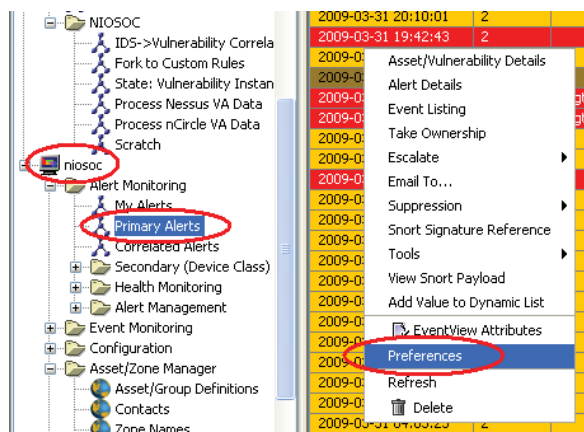 NIOSOC
IDS->Vulnerability Correla
Fork to Custom Rules
State: Vulnerability Instan
Process Nessus VA Data
Process nCircle VA Data
Scratch
niosoc
Alert Monitoring
My Alerts
Primary Alerts
Correlated Alerts
Secondary (Device Class)
Health Monitoring
Alert Management
Event Monitoring
Configuration
Asset/Zone Manager
Asset/Group Definitions
Contacts
Zone Names
2009-03-31 20:10:01 2
2009-03-31 19:42:43 2
Asset/Vulnerability Details
Alert Details
Event Listing
Take Ownership
Escalate
Email To...
Suppression
Snort Signature Reference
Tools
View Snort Payload
Add Value to Dynamic List
EventView Attributes
Preferences
Refresh
Delete